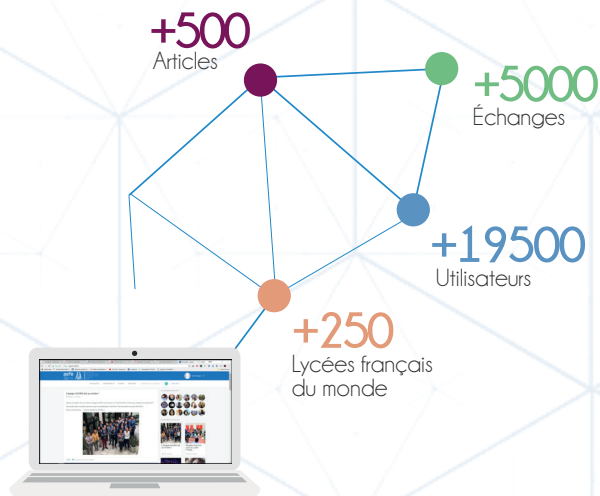 +500
Articles
+5000
Échanges
+19500
Utilisateurs
+250
Lycées français
du monde